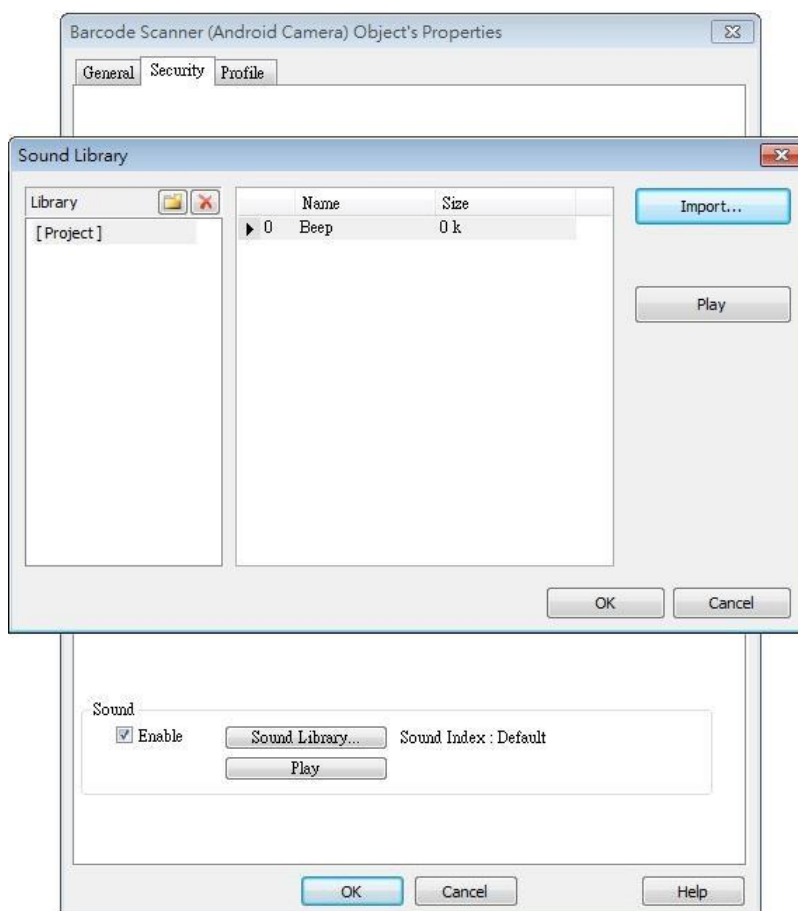 Barcode Scanner (Android Camera) Object's Properties
General Security Profile
Sound Library
Library
[ Project ]
Name Size
0 Beep 0 k
Import...
Play
OK Cancel
Sound
Enable Sound Library... Sound Index : Default
Play
OK Cancel Help